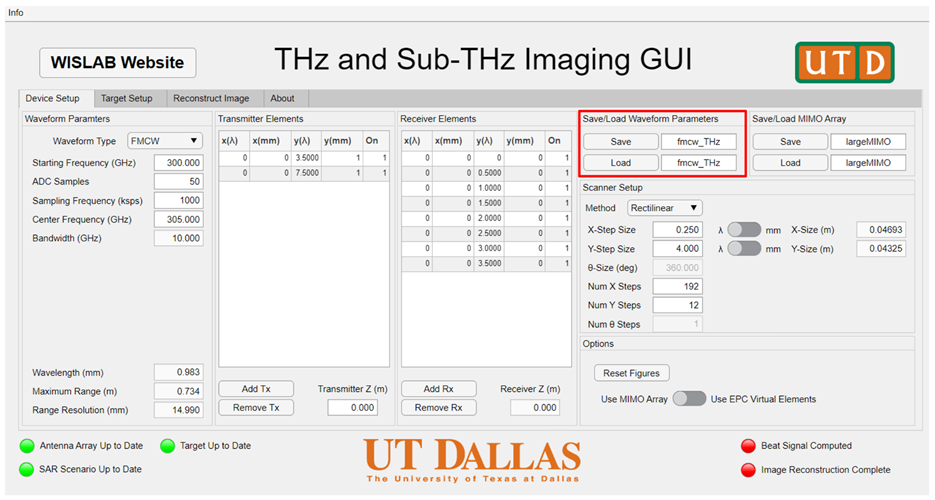 Info
WISLAB Website
THz and Sub-THz Imaging GUI
UTD
Device Setup Target Setup Reconstruct Image About
Waveform Paramters
Waveform Type FMCW
Starting Frequency (GHz) 300.000
ADC Samples 50
Sampling Frequency (ksps) 1000
Center Frequency (GHz) 305.000
Bandwidth (GHz) 10.000
Wavelength (mm) 0.983
Maximum Range (m) 0.734
Range Resolution (mm) 14.990
Transmitter Elements
x(λ) x(mm) y(λ) y(mm) On
0 0 3.5000 1 1
0 0 7.5000 1 1
Add Tx Transmitter Z (m)
Remove Tx 0.000
Receiver Elements
x(λ) x(mm) y(λ) y(mm) On
0 0 0 0 1
0 0 0.5000 0 1
0 0 1.0000 0 1
0 0 1.5000 0 1
0 0 2.0000 0 1
0 0 2.5000 0 1
0 0 3.0000 0 1
0 0 3.5000 0 1
Add Rx Receiver Z (m)
Remove Rx 0.000
Save/Load Waveform Parameters
Save fmcw_THz
Load fmcw_THz
Save/Load MIMO Array
Save largeMIMO
Load largeMIMO
Scanner Setup
Method Rectilinear
X-Step Size 0.250 λ mm X-Size (m) 0.04693
Y-Step Size 4.000 λ mm Y-Size (m) 0.04325
θ-Size (deg) 360.000
Num X Steps 192
Num Y Steps 12
Num θ Steps 1
Options
Reset Figures
Use MIMO Array Use EPC Virtual Elements
Antenna Array Up to Date Target Up to Date
SAR Scenario Up to Date
UT DALLAS
The University of Texas at Dallas
Beat Signal Computed
Image Reconstruction Complete